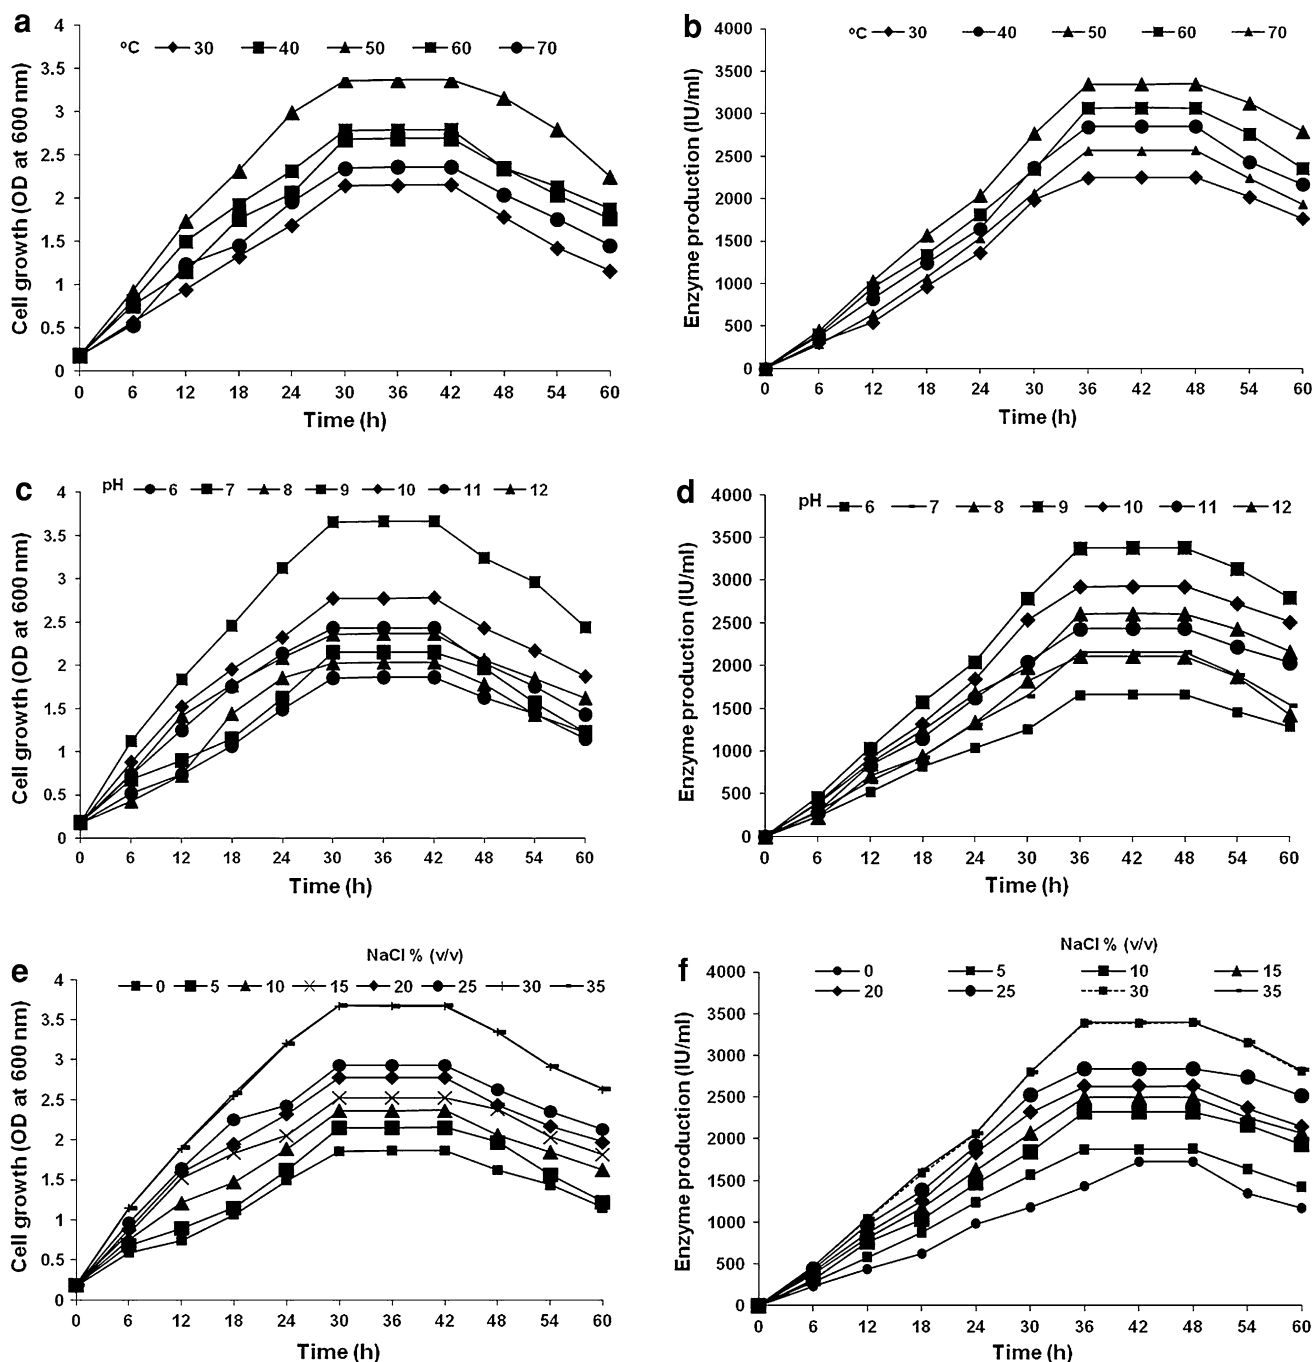 a
°C 30 40 50 60 70
Cell growth (OD at 600 nm)
4
3.5
3
2.5
2
1.5
1
0.5
0
0 6 12 18 24 30 36 42 48 54 60
Time (h)
b
°C 30 40 50 60 70
Enzyme production (IU/ml)
4000
3500
3000
2500
2000
1500
1000
500
0
0 6 12 18 24 30 36 42 48 54 60
Time (h)
c
pH 6 7 8 9 10 11 12
Cell growth (OD at 600 nm)
4
3.5
3
2.5
2
1.5
1
0.5
0
0 6 12 18 24 30 36 42 48 54 60
Time (h)
d
pH 6 7 8 9 10 11 12
Enzyme production (IU/ml)
4000
3500
3000
2500
2000
1500
1000
500
0
0 6 12 18 24 30 36 42 48 54 60
Time (h)
e
NaCl % (v/v)
0 5 10 15 20 25 30 35
Cell growth (OD at 600 nm)
4
3.5
3
2.5
2
1.5
1
0.5
0
0 6 12 18 24 30 36 42 48 54 60
Time (h)
f
NaCl % (v/v)
0 5 10 15
20 25 30 35
Enzyme production (IU/ml)
4000
3500
3000
2500
2000
1500
1000
500
0
0 6 12 18 24 30 36 42 48 54 60
Time (h)